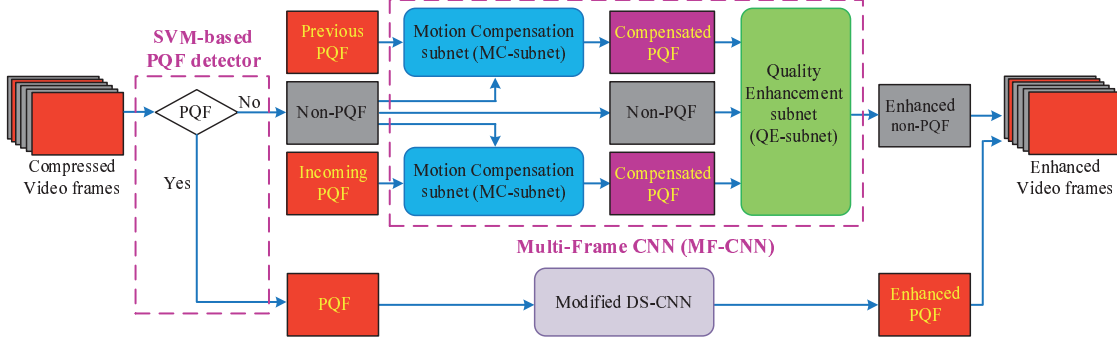 SVM-based
PQF detector
Compressed
Video frames
PQF
No
Yes
Previous
PQF
Non-PQF
Incoming
PQF
Motion Compensation
subnet (MC-subnet)
Motion Compensation
subnet (MC-subnet)
Compensated
PQF
Non-PQF
Compensated
PQF
Quality
Enhancement
subnet
(QE-subnet)
Multi-Frame CNN (MF-CNN)
Enhanced
non-PQF
Enhanced
Video frames
PQF
Modified DS-CNN
Enhanced
PQF